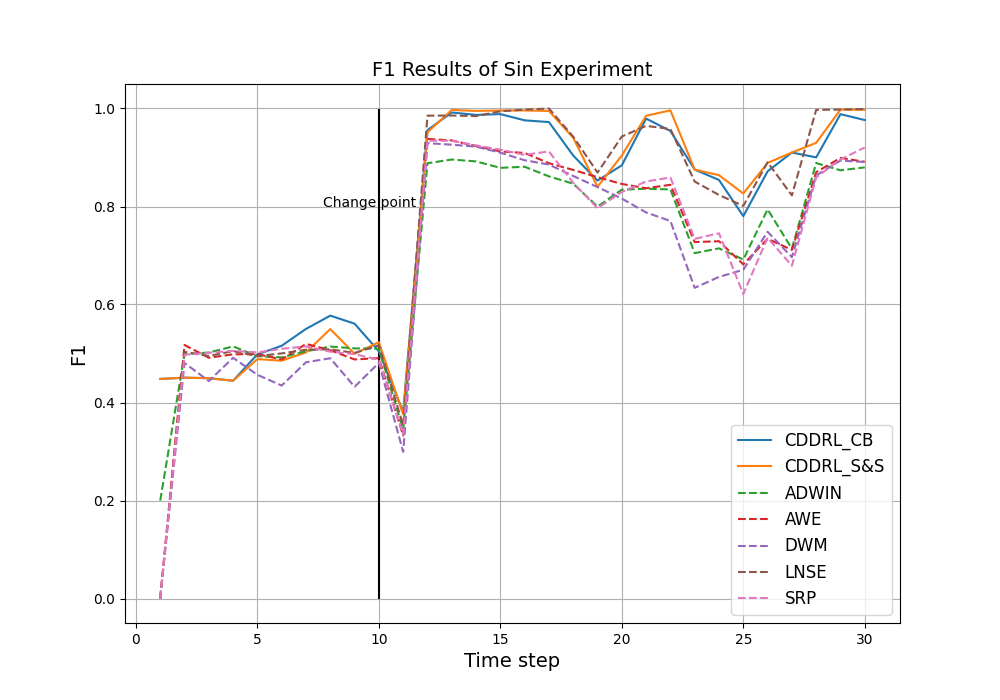 F1 Results of Sin Experiment
1.0
0.8
0.6
0.4
0.2
0.0
F1
Change point
CDDRL_CB
CDDRL_S&S
ADWIN
AWE
DWM
LNSE
SRP
0 5 10 15 20 25 30
Time step